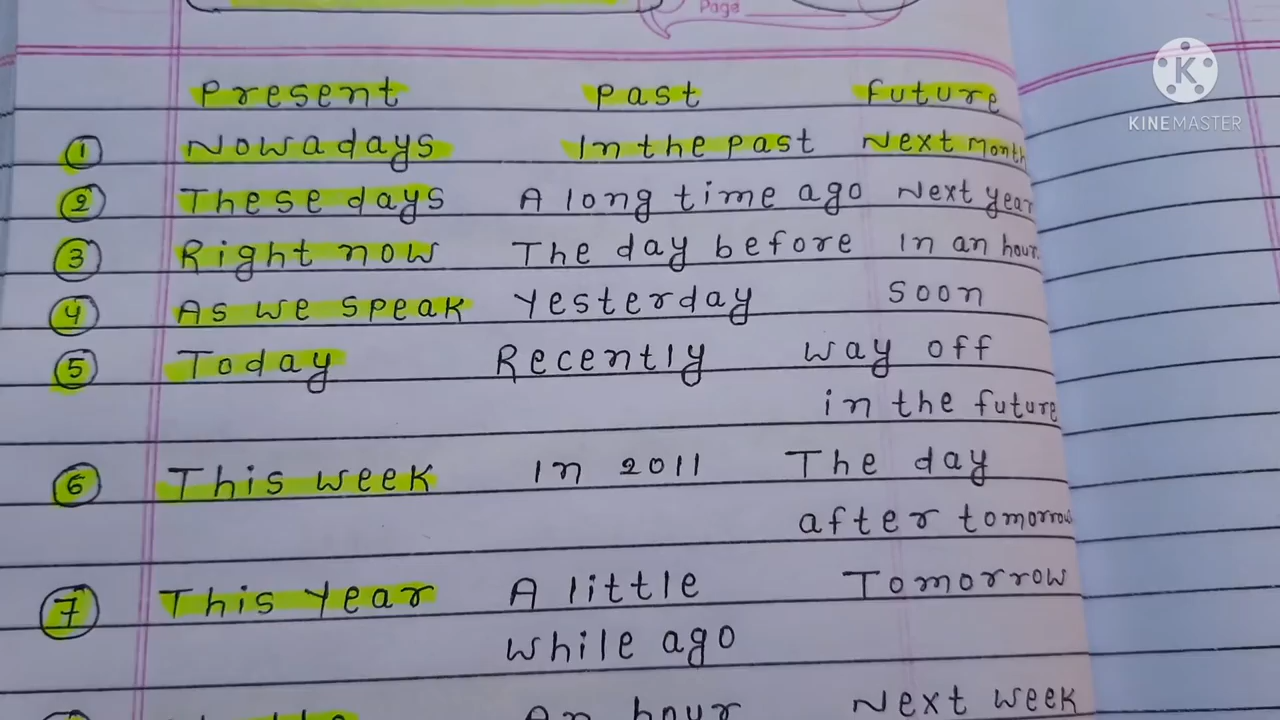 Page
KINEMASTER
Present Past Future
1 Nowadays In the past Next Month
2 These days A long time ago Next year
3 Right now The day before In an hour
4 As we speak Yesterday Soon
5 Today Recently way off
in the future
6 This week In 2011 The day
after tomorrow
7 This year A little Tomorrow
while ago
An hour Next week